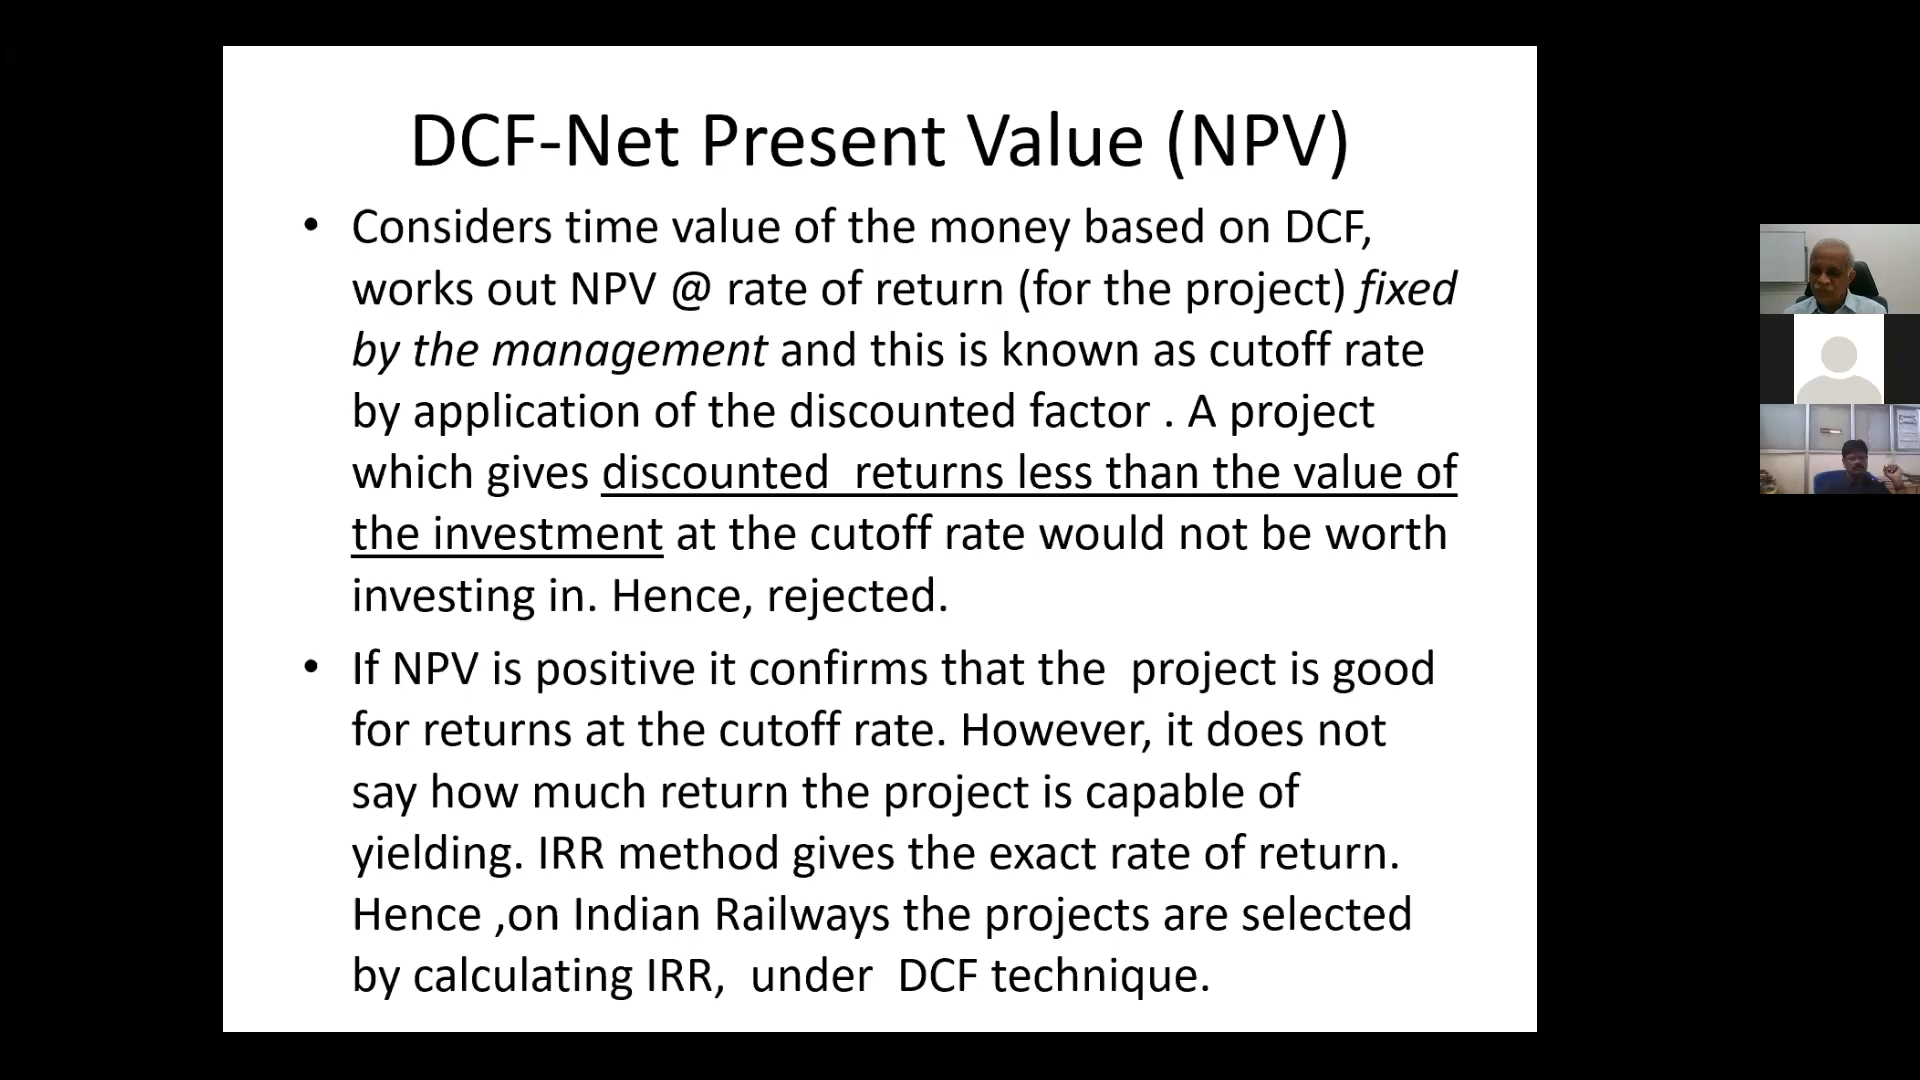 DCF-Net Present Value (NPV)
• Considers time value of the money based on DCF,
works out NPV @ rate of return (for the project) fixed
by the management and this is known as cutoff rate
by application of the discounted factor . A project
which gives discounted  returns less than the value of
the investment at the cutoff rate would not be worth
investing in. Hence, rejected.
• If NPV is positive it confirms that the  project is good
for returns at the cutoff rate. However, it does not
say how much return the project is capable of
yielding. IRR method gives the exact rate of return.
Hence ,on Indian Railways the projects are selected
by calculating IRR,  under  DCF technique.